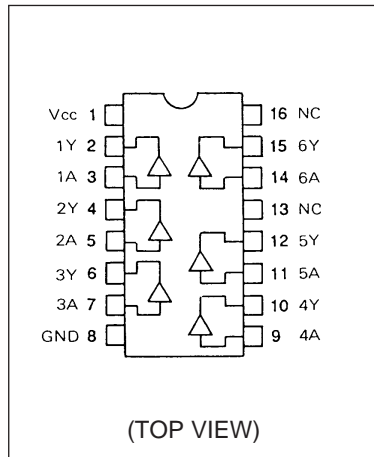 Vcc 1 16 NC
1Y 2 15 6Y
1A 3 14 6A
2Y 4 13 NC
2A 5 12 5Y
3Y 6 11 5A
3A 7 10 4Y
GND 8 9 4A
(TOP VIEW)